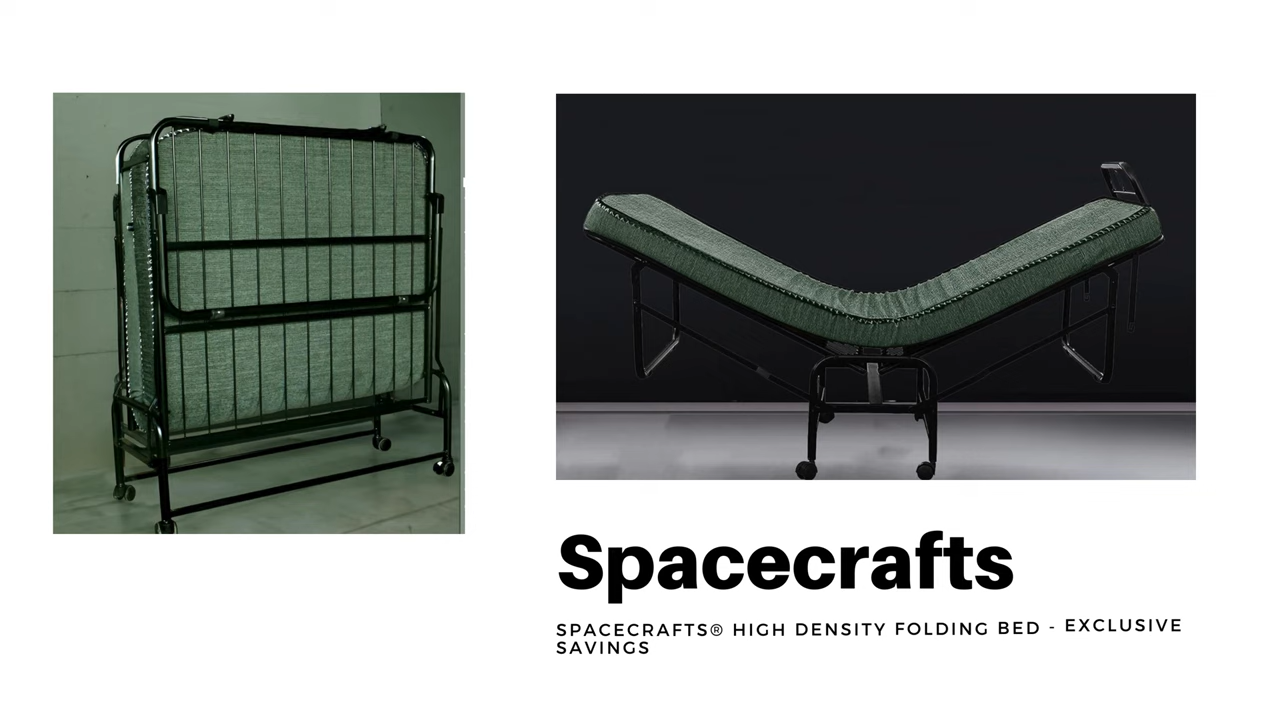 Spacecrafts
SPACECRAFTS® HIGH DENSITY FOLDING BED - EXCLUSIVE
SAVINGS